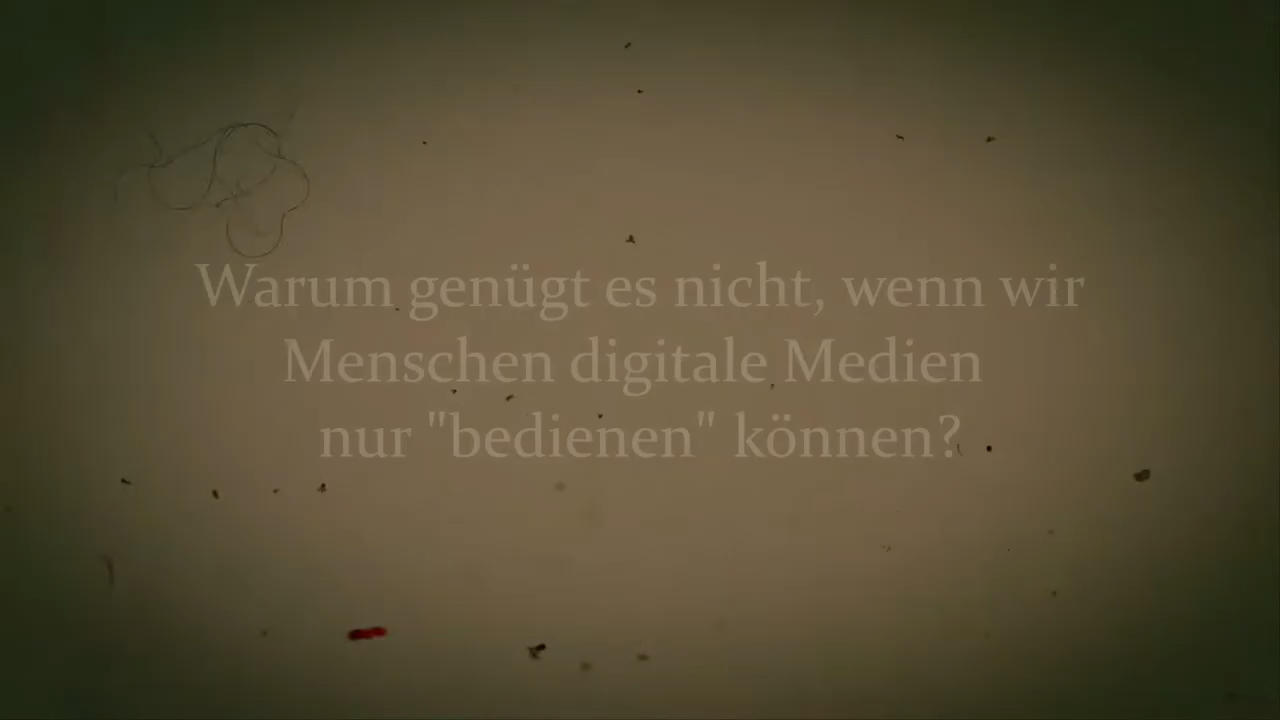 Warum genügt es nicht, wenn wir
Menschen digitale Medien
nur "bedienen" können?